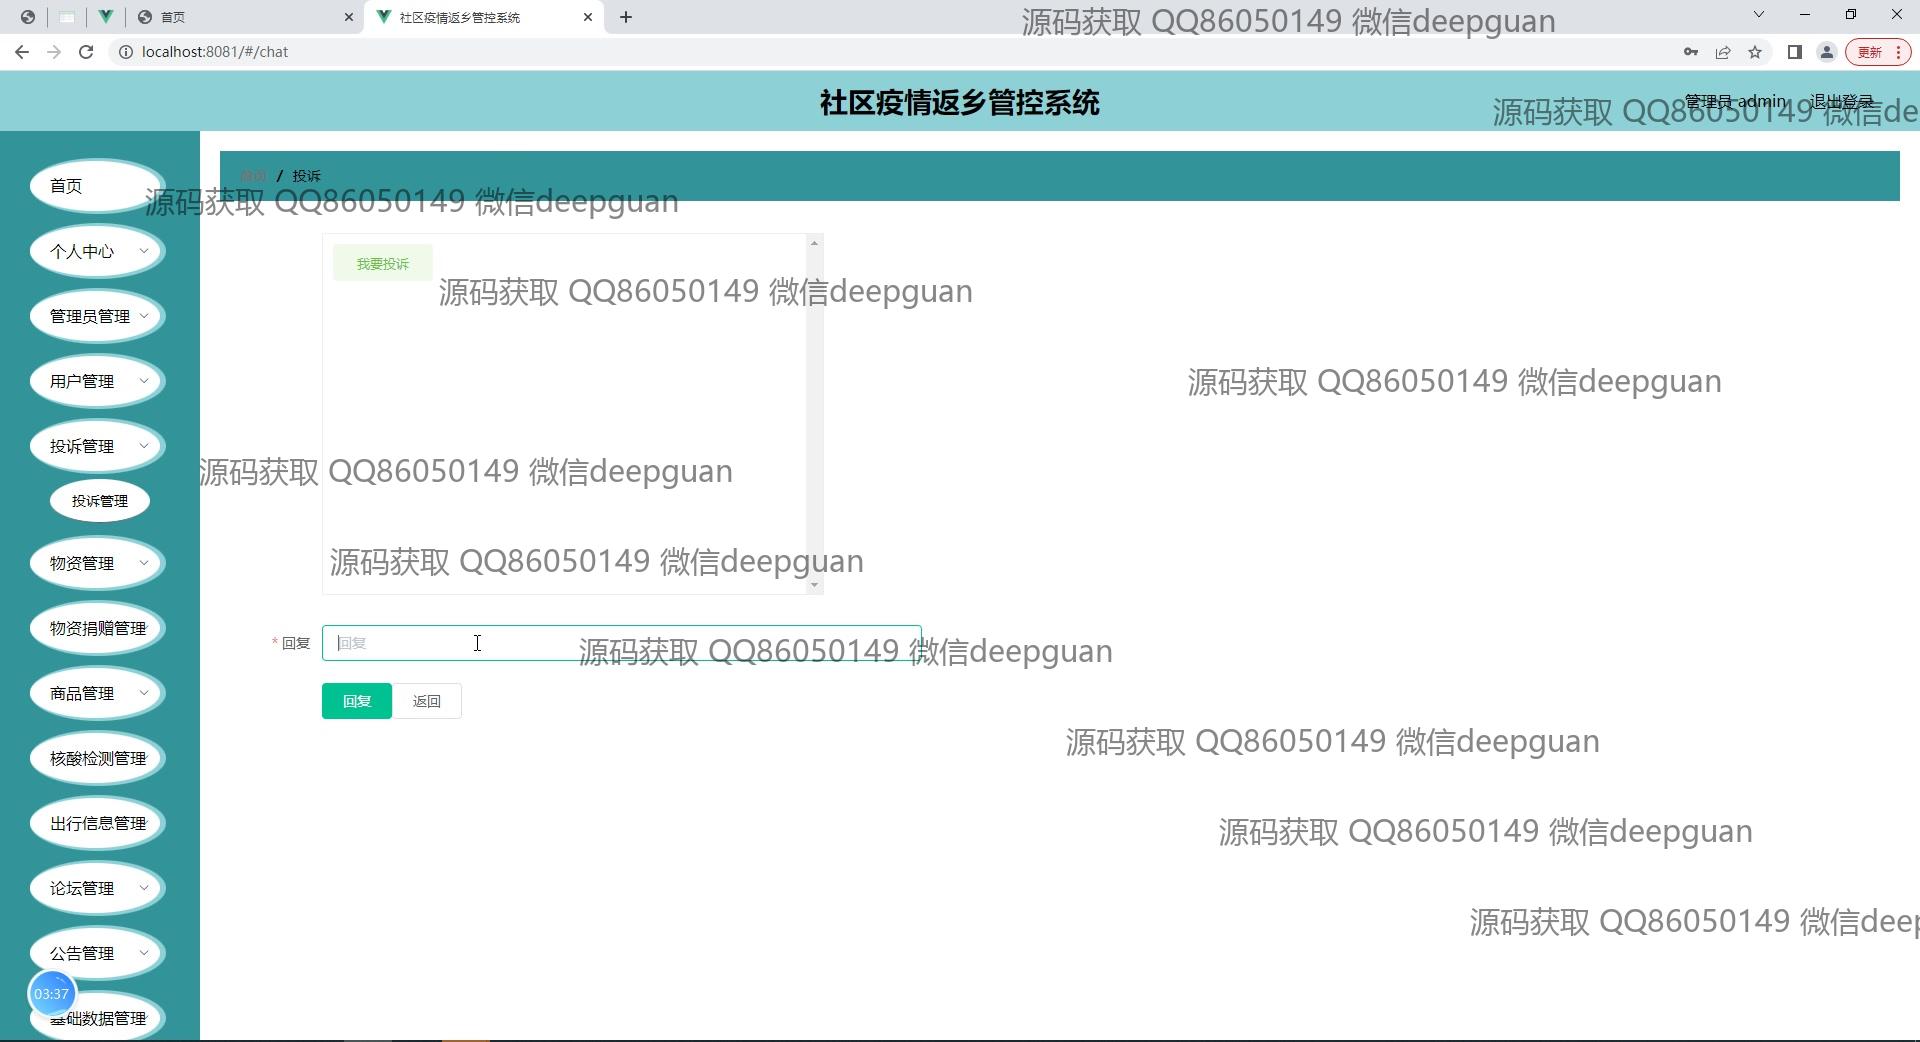 首页
社区疫情返乡管控系统
源码获取 QQ86050149 微信deepguan
localhost:8081/#/chat
更新
社区疫情返乡管控系统
管理员 admin
退出登录
源码获取 QQ86050149 微信de
首页
首页 / 投诉
源码获取 QQ86050149 微信deepguan
个人中心
我要投诉
源码获取 QQ86050149 微信deepguan
管理员管理
用户管理
源码获取 QQ86050149 微信deepguan
投诉管理
源码获取 QQ86050149 微信deepguan
投诉管理
物资管理
源码获取 QQ86050149 微信deepguan
物资捐赠管理
* 回复
回复
源码获取 QQ86050149 微信deepguan
商品管理
回复
返回
源码获取 QQ86050149 微信deepguan
核酸检测管理
出行信息管理
源码获取 QQ86050149 微信deepguan
论坛管理
源码获取 QQ86050149 微信deep
公告管理
03:37
基础数据管理